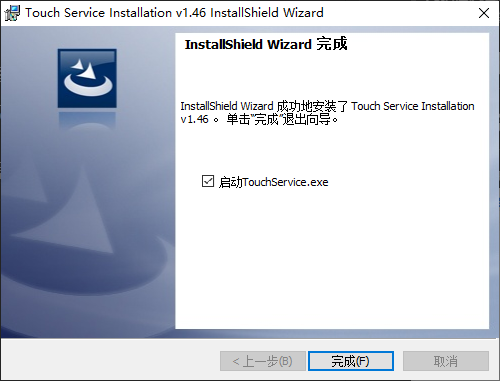 Touch Service Installation v1.46 InstallShield Wizard
InstallShield Wizard 完成
InstallShield Wizard 成功地安装了 Touch Service Installation
v1.46 。 单击“完成”退出向导。
启动TouchService.exe
< 上一步(B)
完成(F)
取消